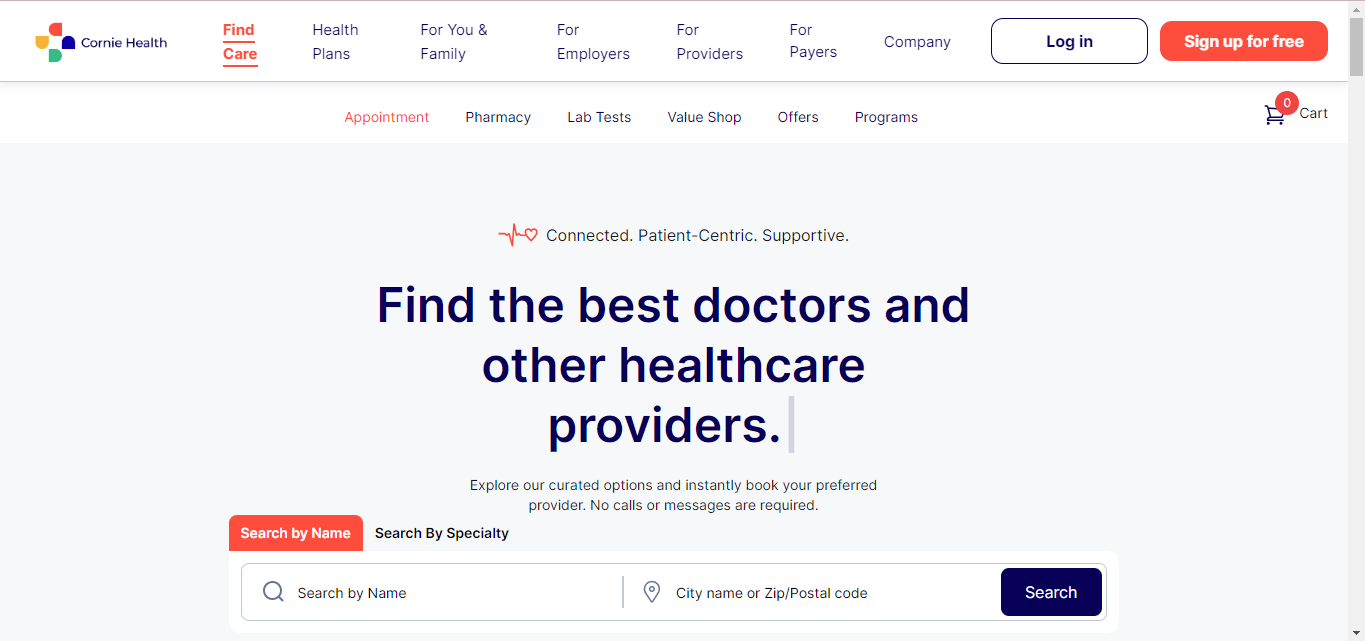 Cornie Health
Find Care
Health Plans
For You & Family
For Employers
For Providers
For Payers
Company
Log in
Sign up for free
Appointment
Pharmacy
Lab Tests
Value Shop
Offers
Programs
0
Cart
Connected. Patient-Centric. Supportive.
Find the best doctors and
other healthcare
providers.
Explore our curated options and instantly book your preferred
provider. No calls or messages are required.
Search by Name
Search By Specialty
Search by Name
City name or Zip/Postal code
Search